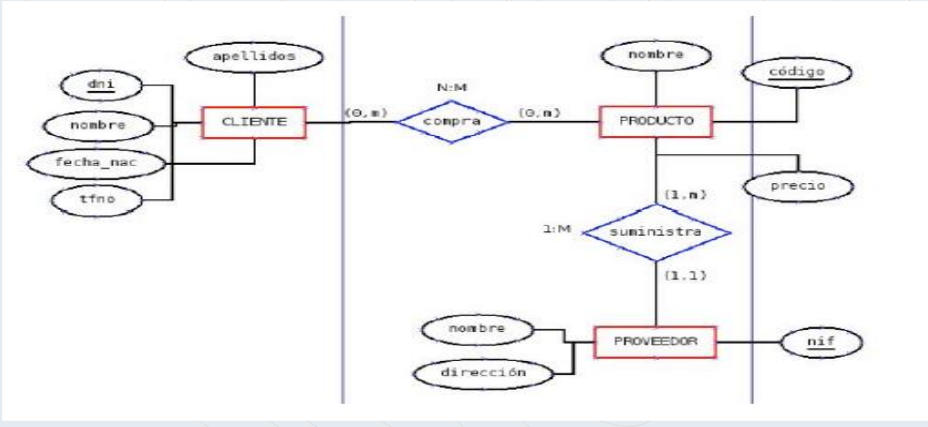 apellidos
nombre
dni
código
N:M
(0,m)
(0,m)
CLIENTE
compra
PRODUCTO
nombre
fecha_nac
tfno
precio
(1,m)
1:M
suministra
(1,1)
nombre
PROVEEDOR
nif
dirección